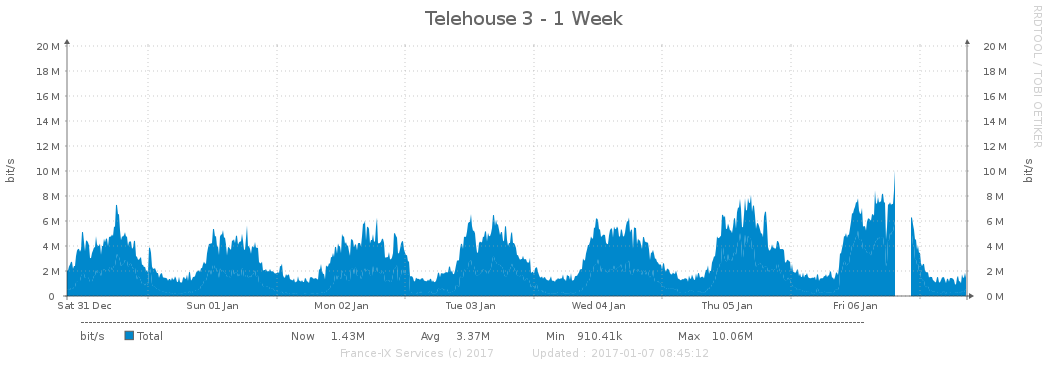 Telehouse 3 - 1 Week
RRDTOOL / TOBI OETIKER
bit/s
20 M 20 M
18 M 18 M
16 M 16 M
14 M 14 M
12 M 12 M
10 M 10 M
8 M 8 M
6 M 6 M
4 M 4 M
2 M 2 M
0 0 M
bit/s
Sat 31 Dec Sun 01 Jan Mon 02 Jan Tue 03 Jan Wed 04 Jan Thu 05 Jan Fri 06 Jan
bit/s Total Now 1.43M Avg 3.37M Min 910.41k Max 10.06M
France-IX Services (c) 2017 Updated : 2017-01-07 08:45:12